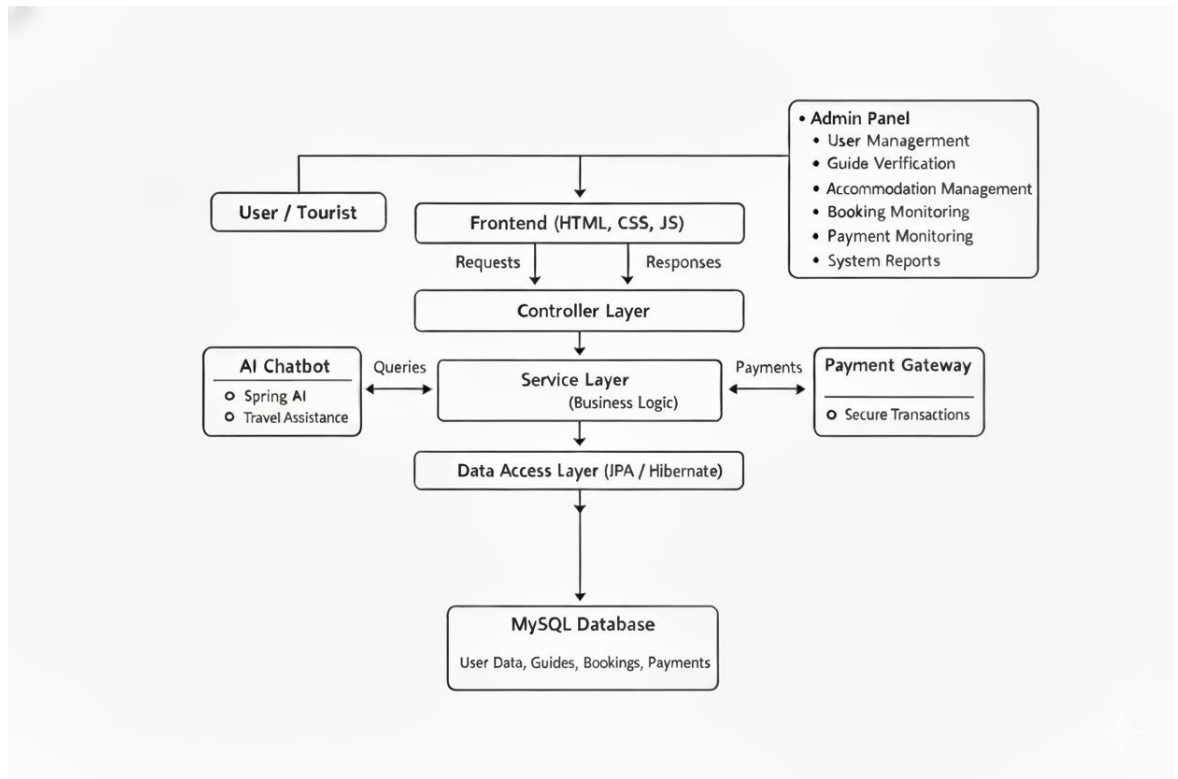 • Admin Panel
• User Managerment
• Guide Verification
• Accommodation Management
• Booking Monitoring
• Payment Monitoring
• System Reports
User / Tourist
Frontend (HTML, CSS, JS)
Requests
Responses
Controller Layer
AI Chatbot
Spring AI
Travel Assistance
Queries
Service Layer
(Business Logic)
Payments
Payment Gateway
Secure Transactions
Data Access Layer (JPA / Hibernate)
MySQL Database
User Data, Guides, Bookings, Payments